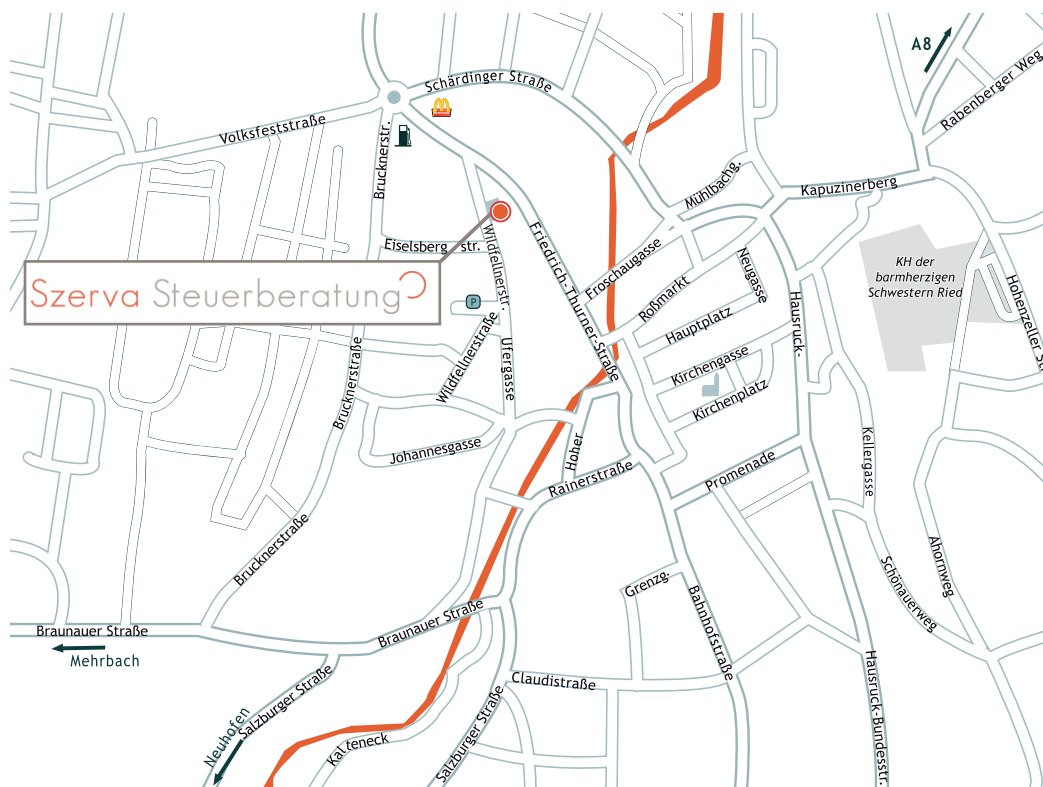 A8
Schärdinger Straße
Rabenberger Weg
Volksfeststraße
Brucknerstr.
Mühlbachg.
Kapuzinerberg
Eiselsberg str.
Wildfellnerstr.
Friedrich-Thurner-Straße
Froschaugasse
Neugasse
KH der
barmherzigen
Schwestern Ried
Szerva Steuerberatung
P
Roßmarkt
Hausruck-
Hohenzeller St
Hauptplatz
Wildfellnerstraße
Ufergasse
Brucknerstraße
Kirchengasse
Kirchenplatz
Johannesgasse
Hoher
Rainerstraße
Promenade
Kellergasse
Brucknerstraße
Ahornweg
Schönauerweg
Grenzg.
Bahnhofstraße
Braunauer Straße
Braunauer Straße
Mehrbach
Hausruck-Bundesstr.
Claudistraße
Salzburger Straße
Salzburger Straße
Neuhofen
Kalteneck